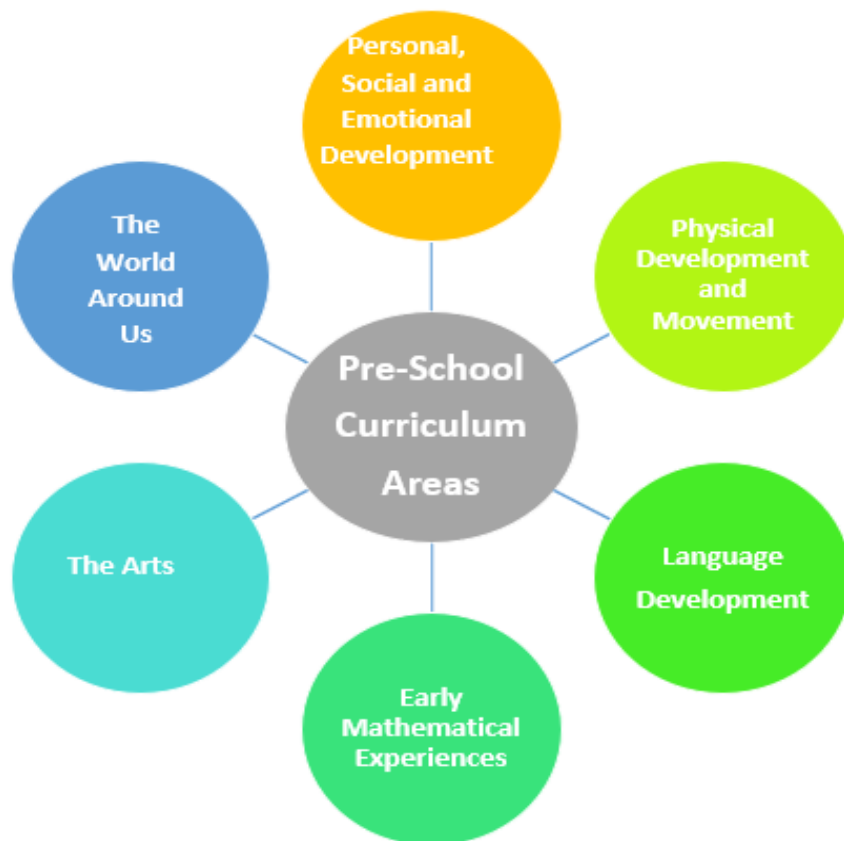 Personal,
Social and
Emotional
Development
Physical
Development
and
Movement
Language
Development
Early
Mathematical
Experiences
The Arts
The
World
Around
Us
Pre-School
Curriculum
Areas